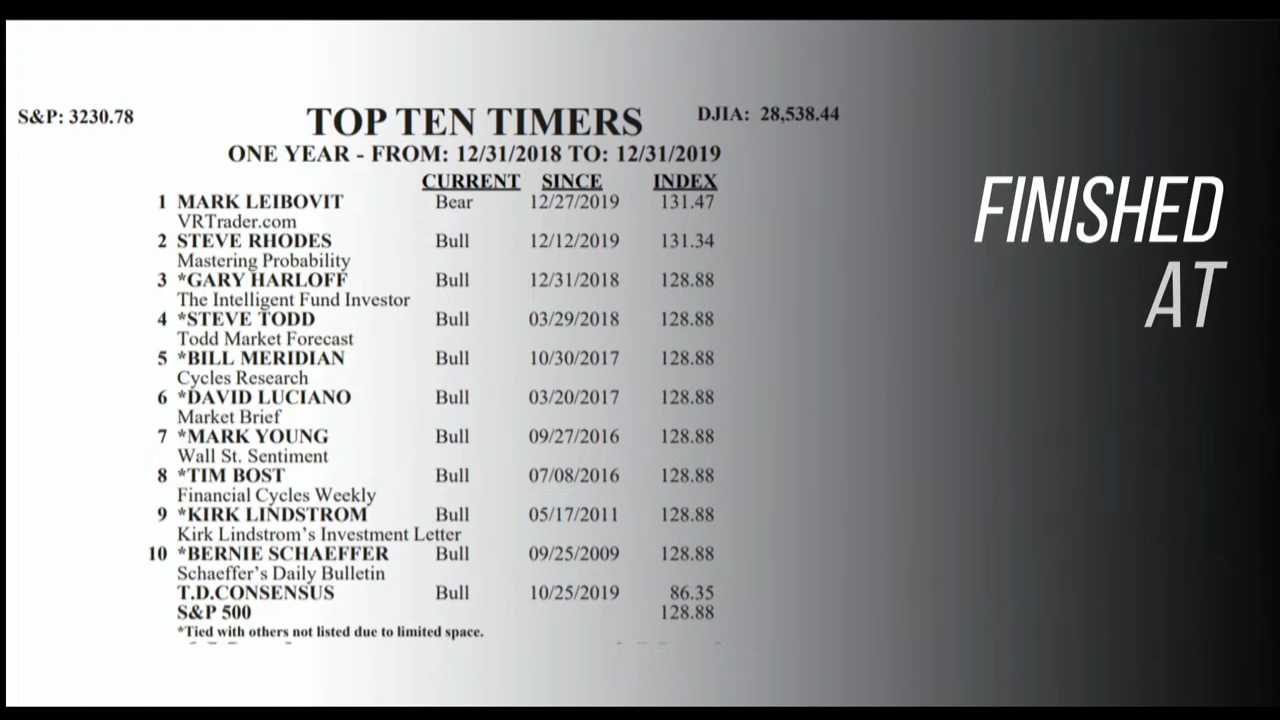 S&P: 3230.78
TOP TEN TIMERS
DJIA: 28,538.44
ONE YEAR - FROM: 12/31/2018 TO: 12/31/2019
CURRENT SINCE INDEX
1 MARK LEIBOVIT Bear 12/27/2019 131.47
VRTrader.com
2 STEVE RHODES Bull 12/12/2019 131.34
Mastering Probability
3 *GARY HARLOFF Bull 12/31/2018 128.88
The Intelligent Fund Investor
4 *STEVE TODD Bull 03/29/2018 128.88
Todd Market Forecast
5 *BILL MERIDIAN Bull 10/30/2017 128.88
Cycles Research
6 *DAVID LUCIANO Bull 03/20/2017 128.88
Market Brief
7 *MARK YOUNG Bull 09/27/2016 128.88
Wall St. Sentiment
8 *TIM BOST Bull 07/08/2016 128.88
Financial Cycles Weekly
9 *KIRK LINDSTROM Bull 05/17/2011 128.88
Kirk Lindstrom's Investment Letter
10 *BERNIE SCHAEFFER Bull 09/25/2009 128.88
Schaeffer's Daily Bulletin
T.D.CONSENSUS Bull 10/25/2019 86.35
S&P 500 128.88
*Tied with others not listed due to limited space.
FINISHED
AT